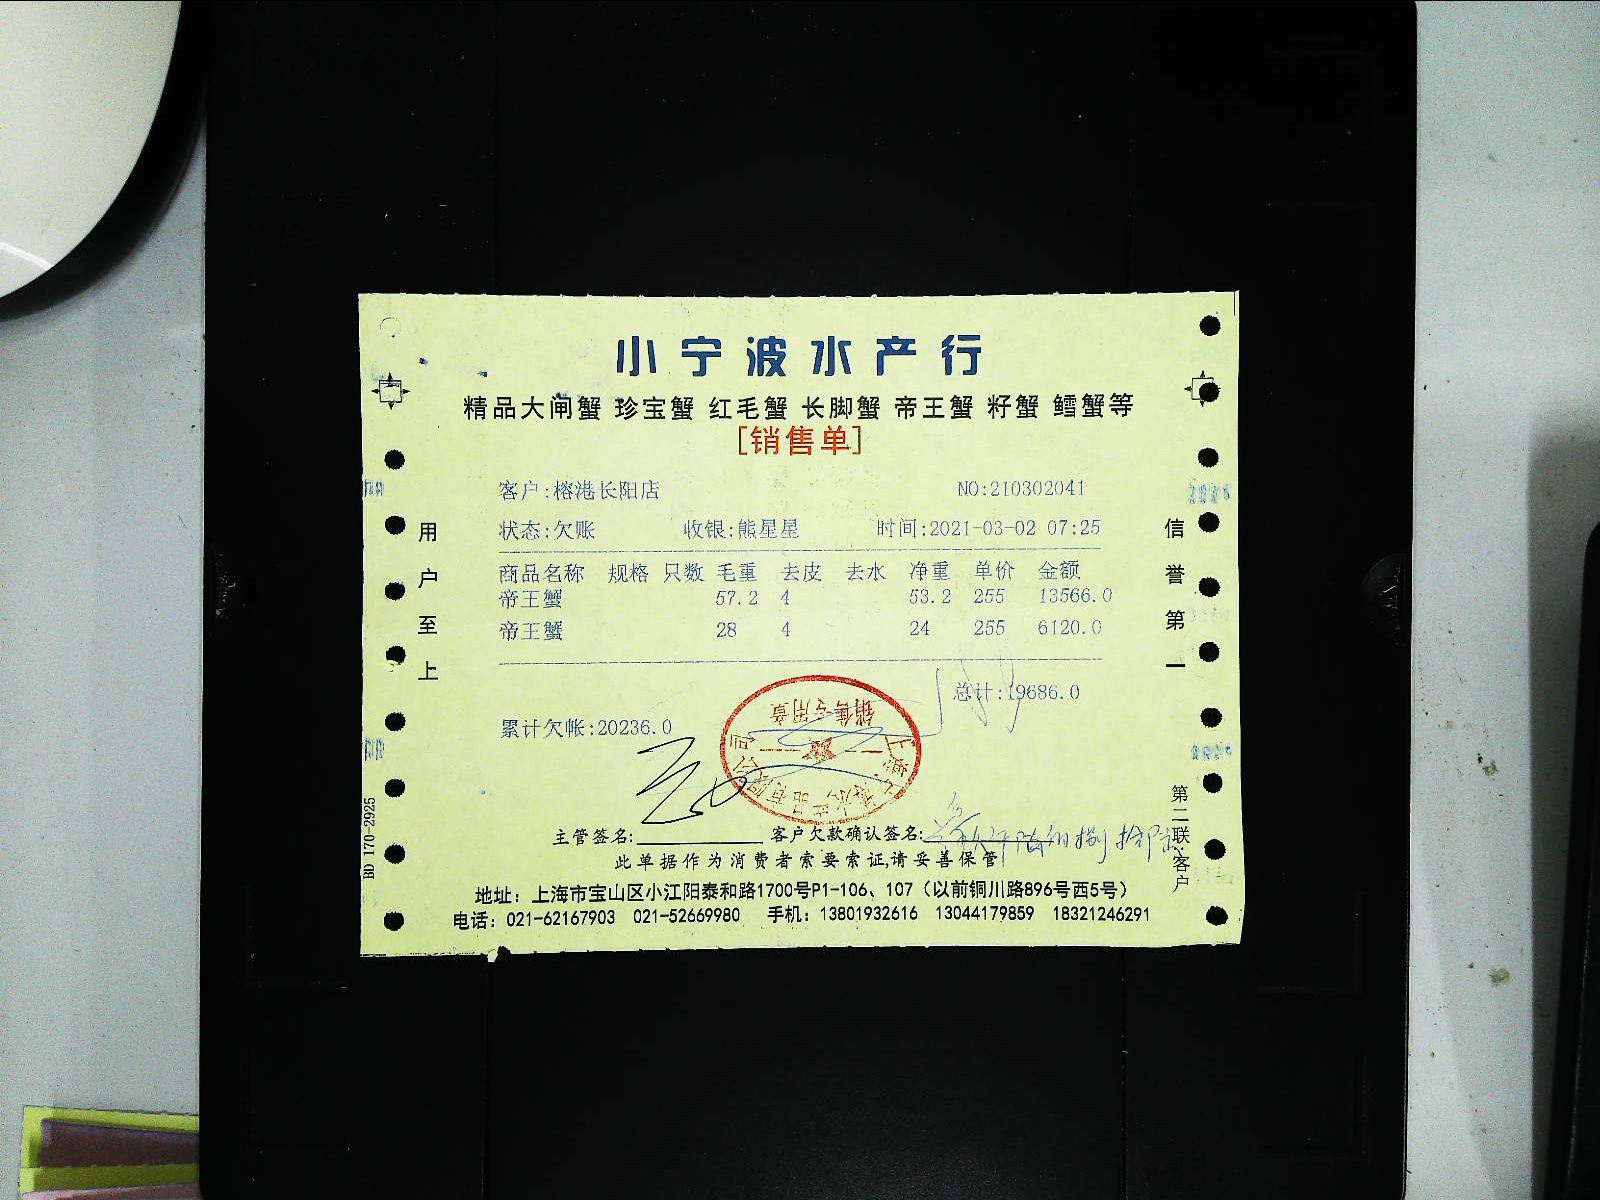 小宁波水产行
精品大闸蟹 珍宝蟹 红毛蟹 长脚蟹 帝王蟹 籽蟹 鳕蟹等
[销售单]
客户:榕港长阳店 NO:210302041
状态:欠账 收银:熊星星 时间:2021-03-02 07:25
商品名称 规格 只数 毛重 去皮 去水 净重 单价 金额
帝王蟹 57.2 4 53.2 255 13566.0
帝王蟹 28 4 24 255 6120.0
总计:19686.0
累计欠帐:20236.0
销售专用章
主管签名: 客户欠款确认签名:
此单据作为消费者索要索证,请妥善保管
地址：上海市宝山区小江阳泰和路1700号P1-106、107（以前铜川路896号西5号）
电话：021-62167903 021-52669980 手机：13801932616 13044179859 18321246291
用户至上
信誉第一
第二联:客户
BD 170-2925